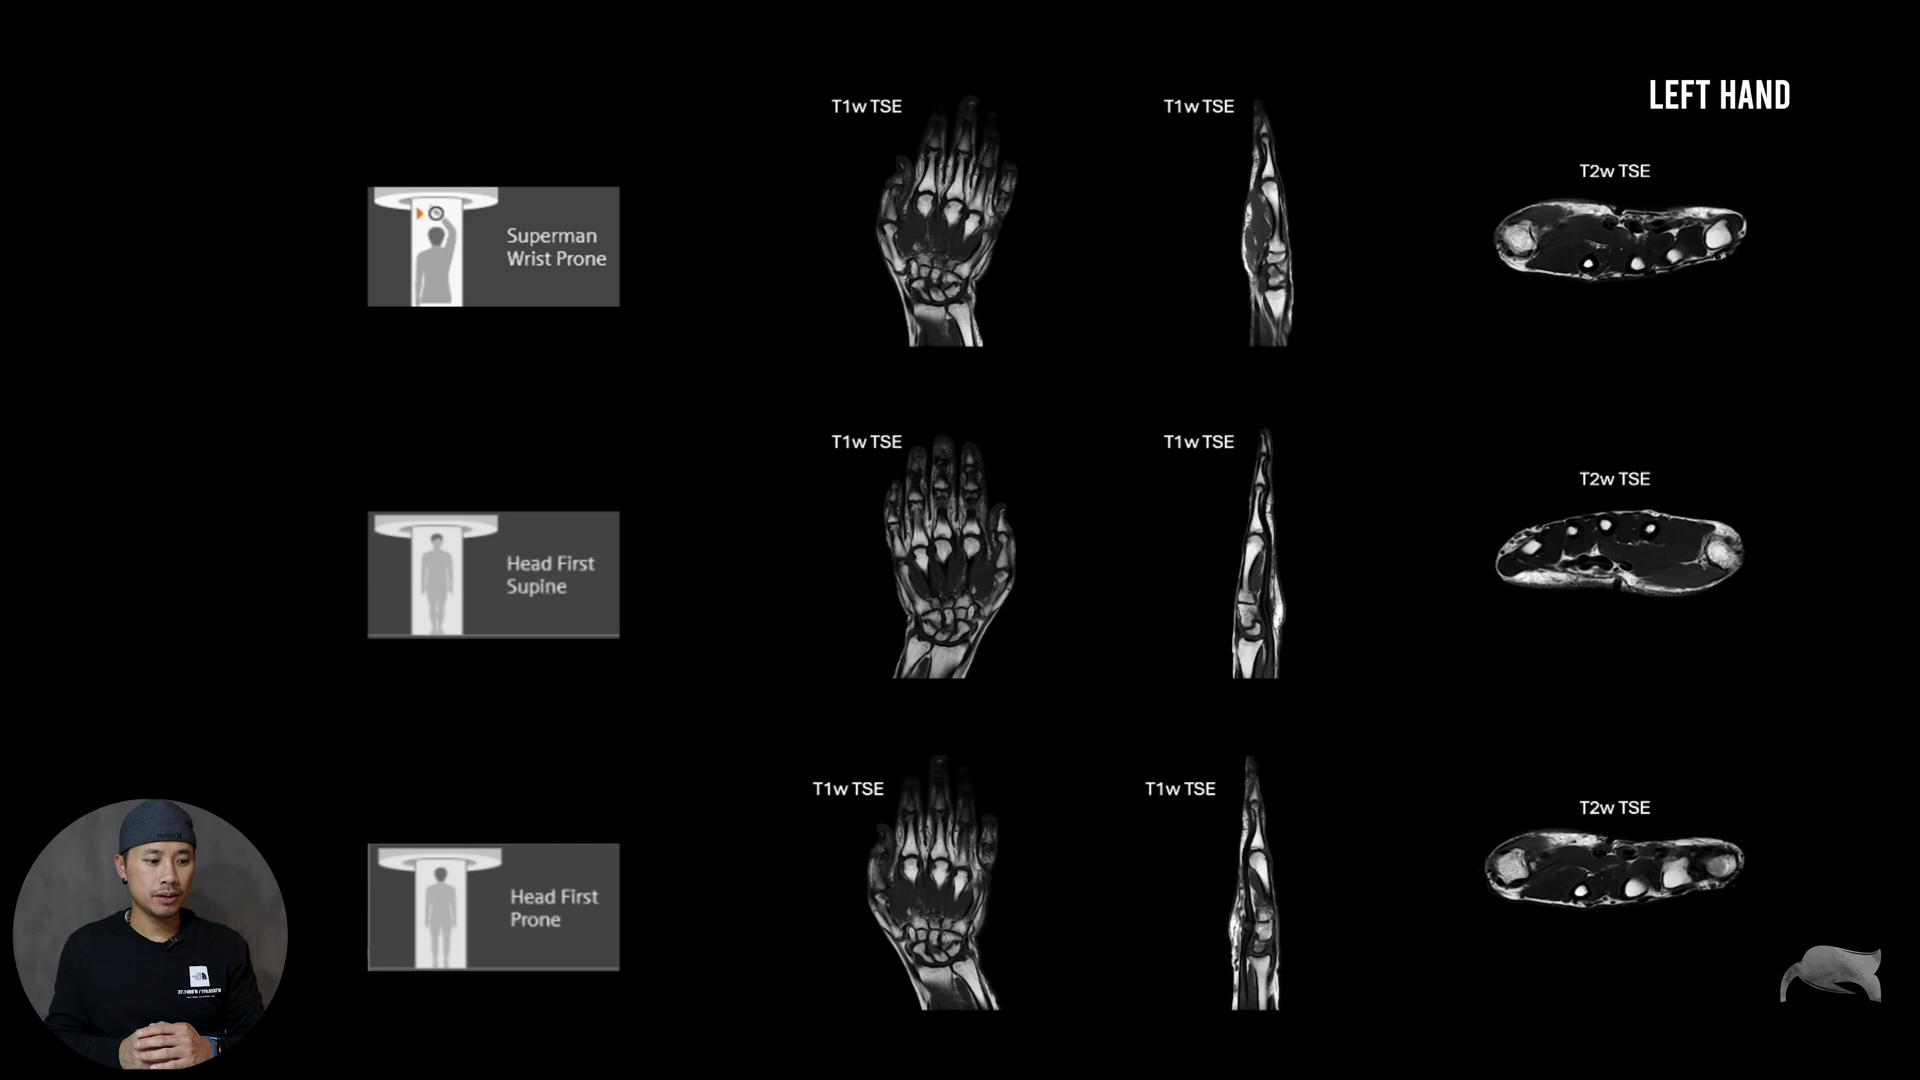 LEFT HAND
T1w TSE
T1w TSE
T2w TSE
Superman
Wrist Prone
T1w TSE
T1w TSE
T2w TSE
Head First
Supine
T1w TSE
T1w TSE
T2w TSE
Head First
Prone